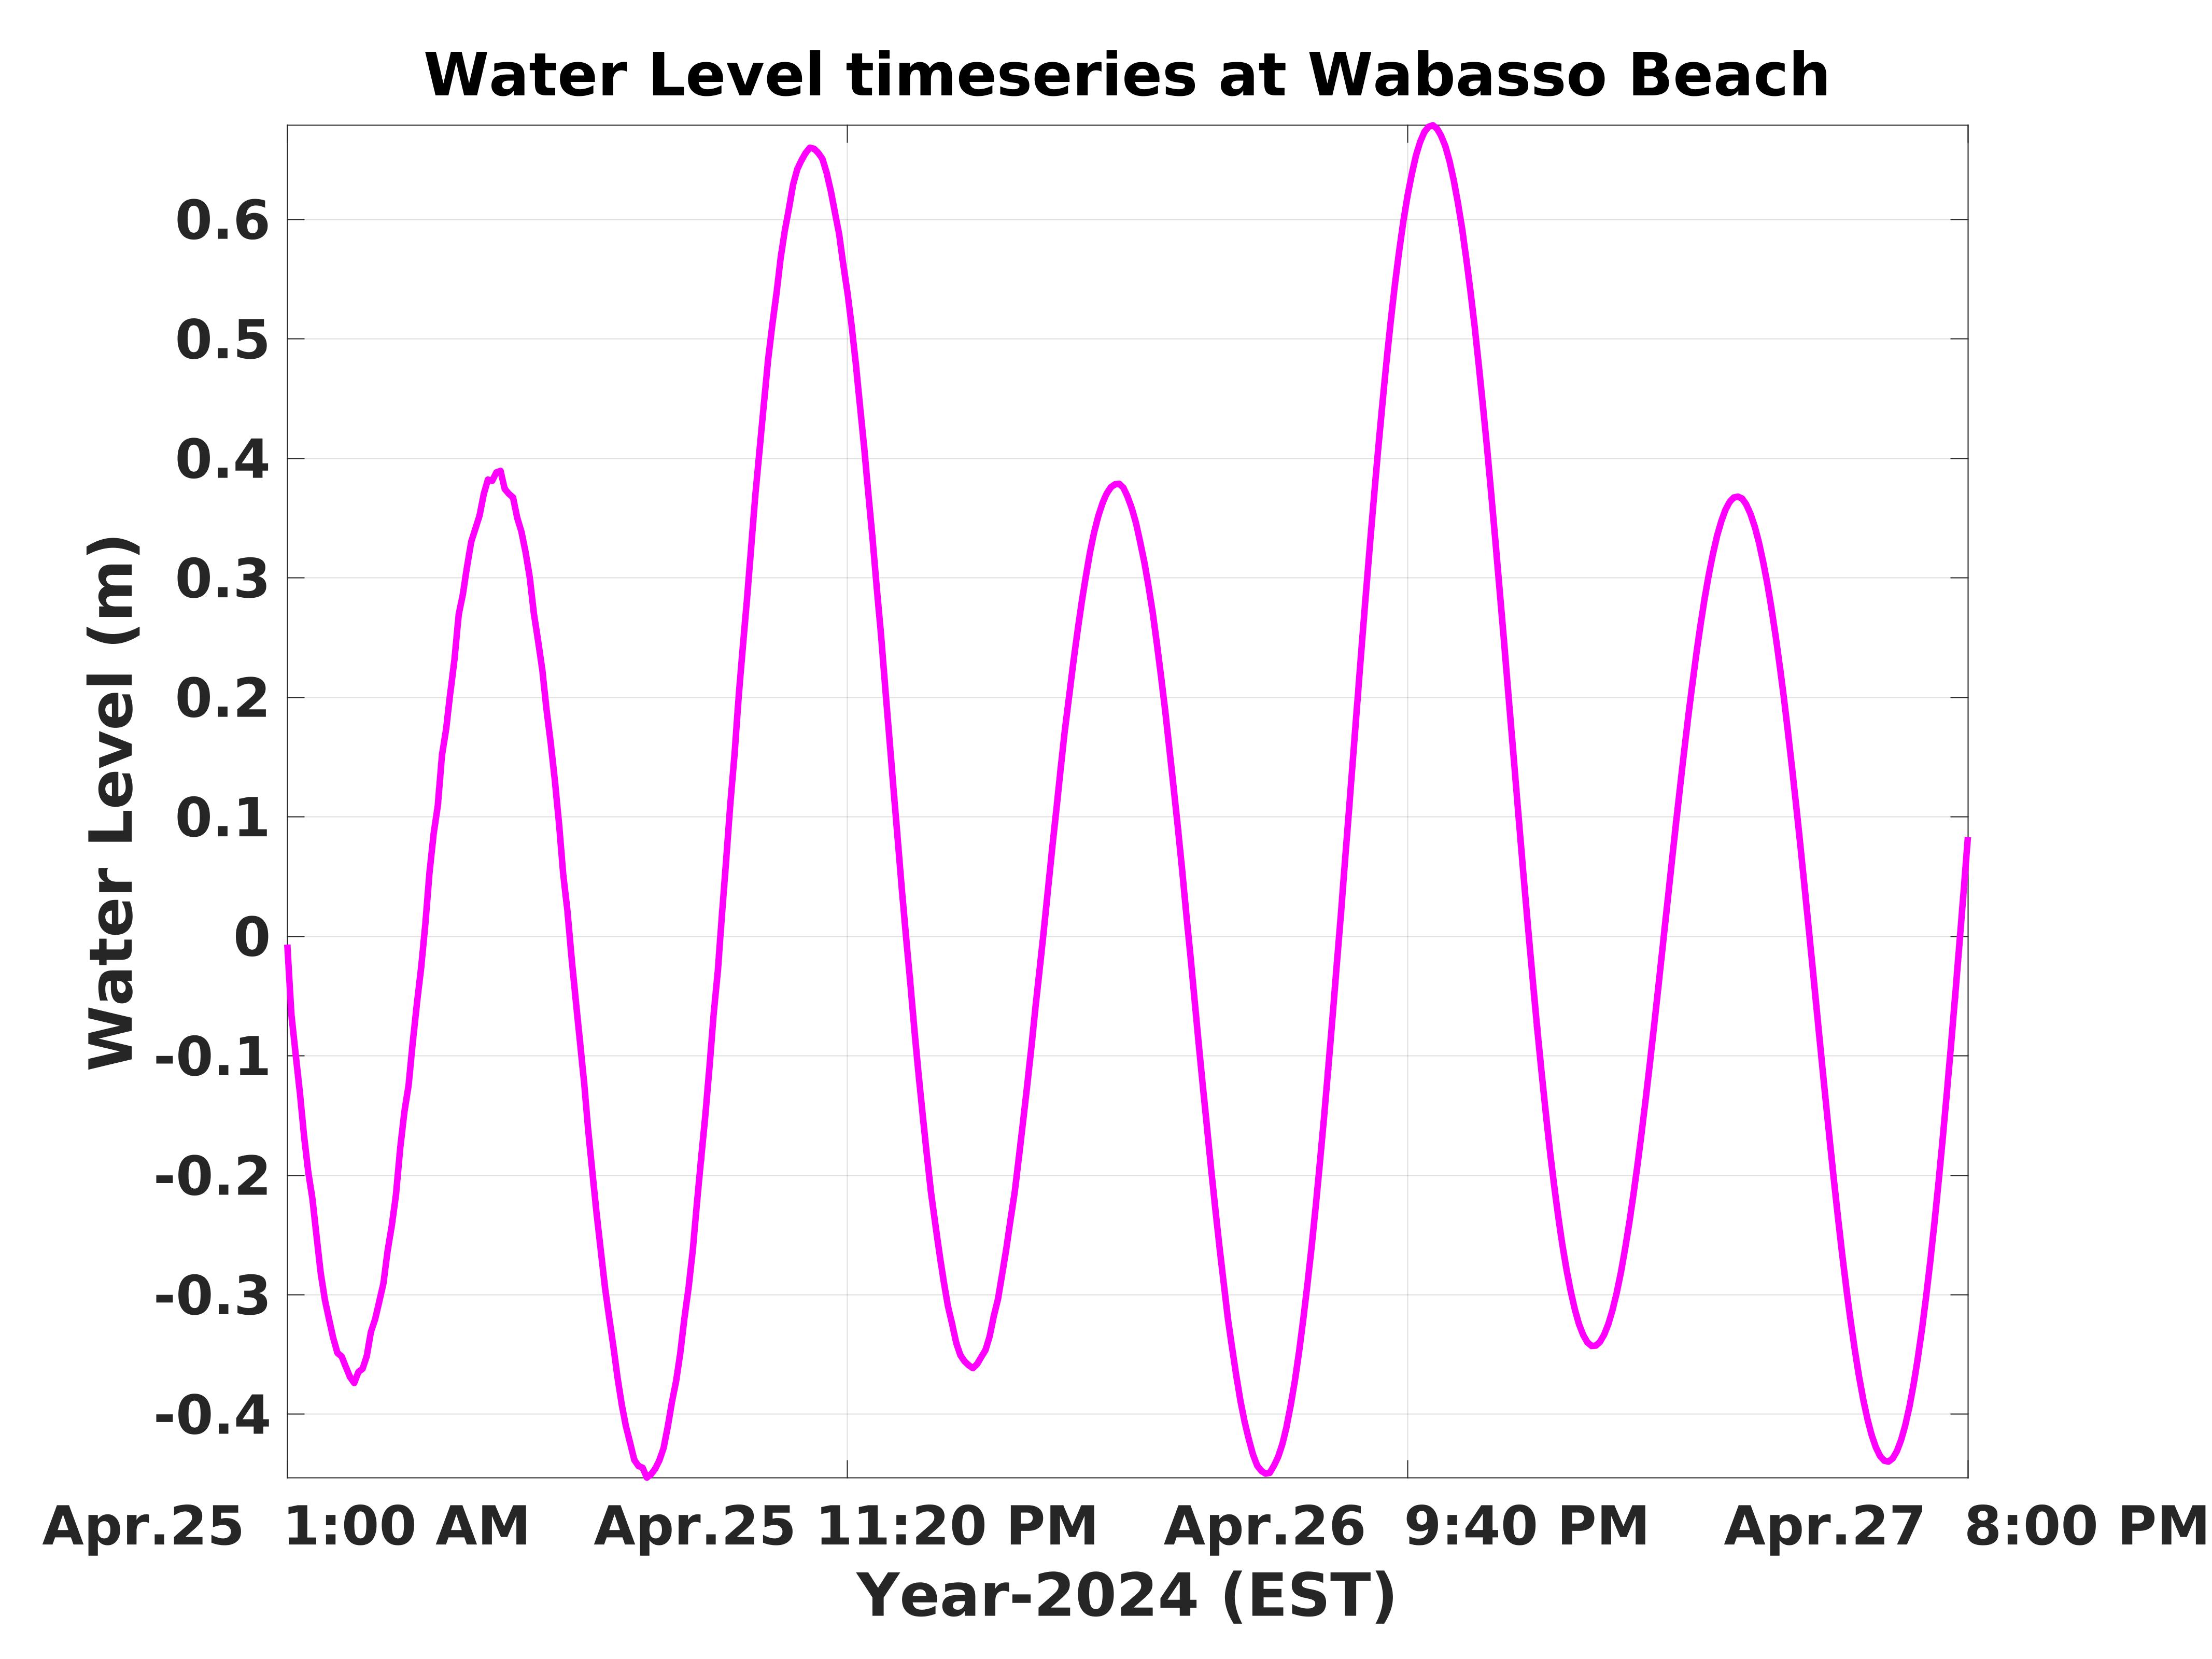 Water Level timeseries at Wabasso Beach
Water Level (m)
0.6
0.5
0.4
0.3
0.2
0.1
0
-0.1
-0.2
-0.3
-0.4
Apr.25 1:00 AM Apr.25 11:20 PM Apr.26 9:40 PM Apr.27 8:00 PM
Year-2024 (EST)